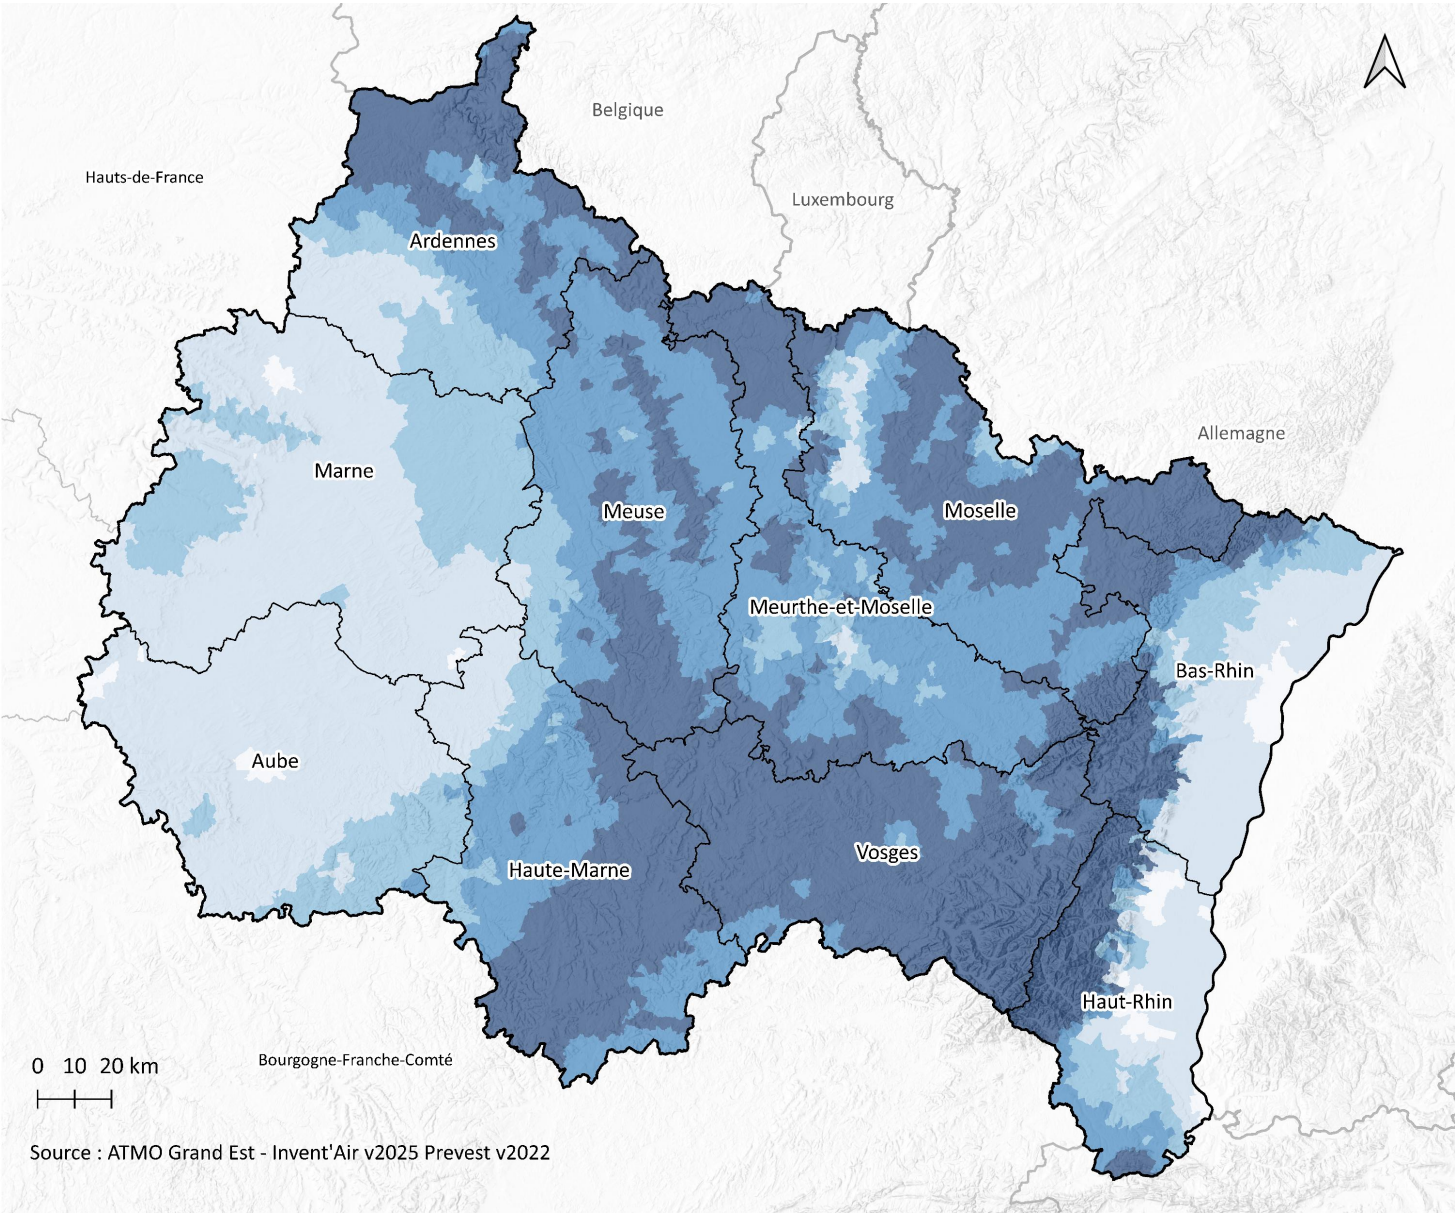 Belgique
Hauts-de-France
Luxembourg
Ardennes
Allemagne
Marne
Meuse
Moselle
Meurthe-et-Moselle
Bas-Rhin
Aube
Vosges
Haute-Marne
Haut-Rhin
Bourgogne-Franche-Comté
0 10 20 km
Source : ATMO Grand Est - Invent'Air v2025 Prevest v2022